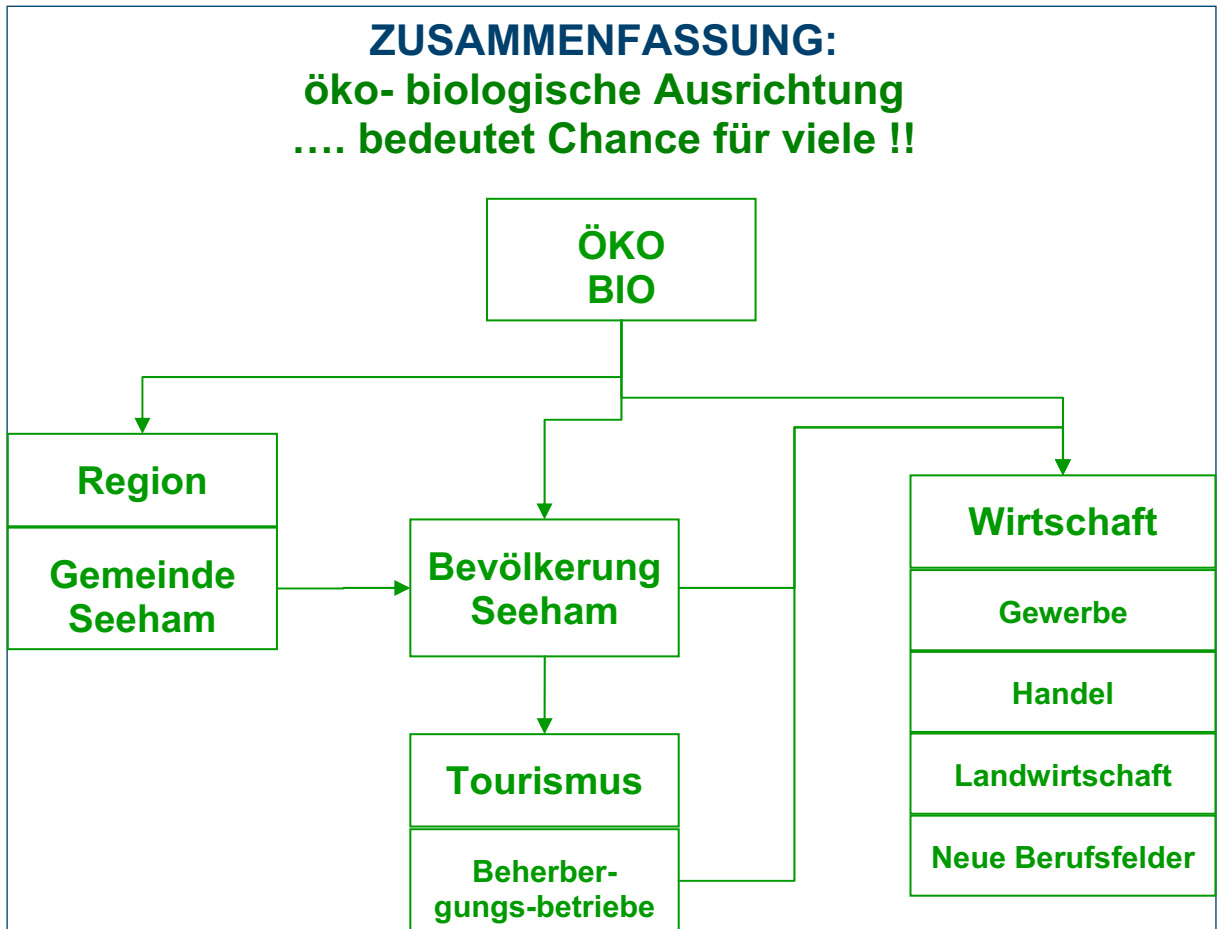 ZUSAMMENFASSUNG:
öko- biologische Ausrichtung
…. bedeutet Chance für viele !!
ÖKO
BIO
Region
Gemeinde
Seeham
Bevölkerung
Seeham
Tourismus
Beherber-
gungs-betriebe
Wirtschaft
Gewerbe
Handel
Landwirtschaft
Neue Berufsfelder